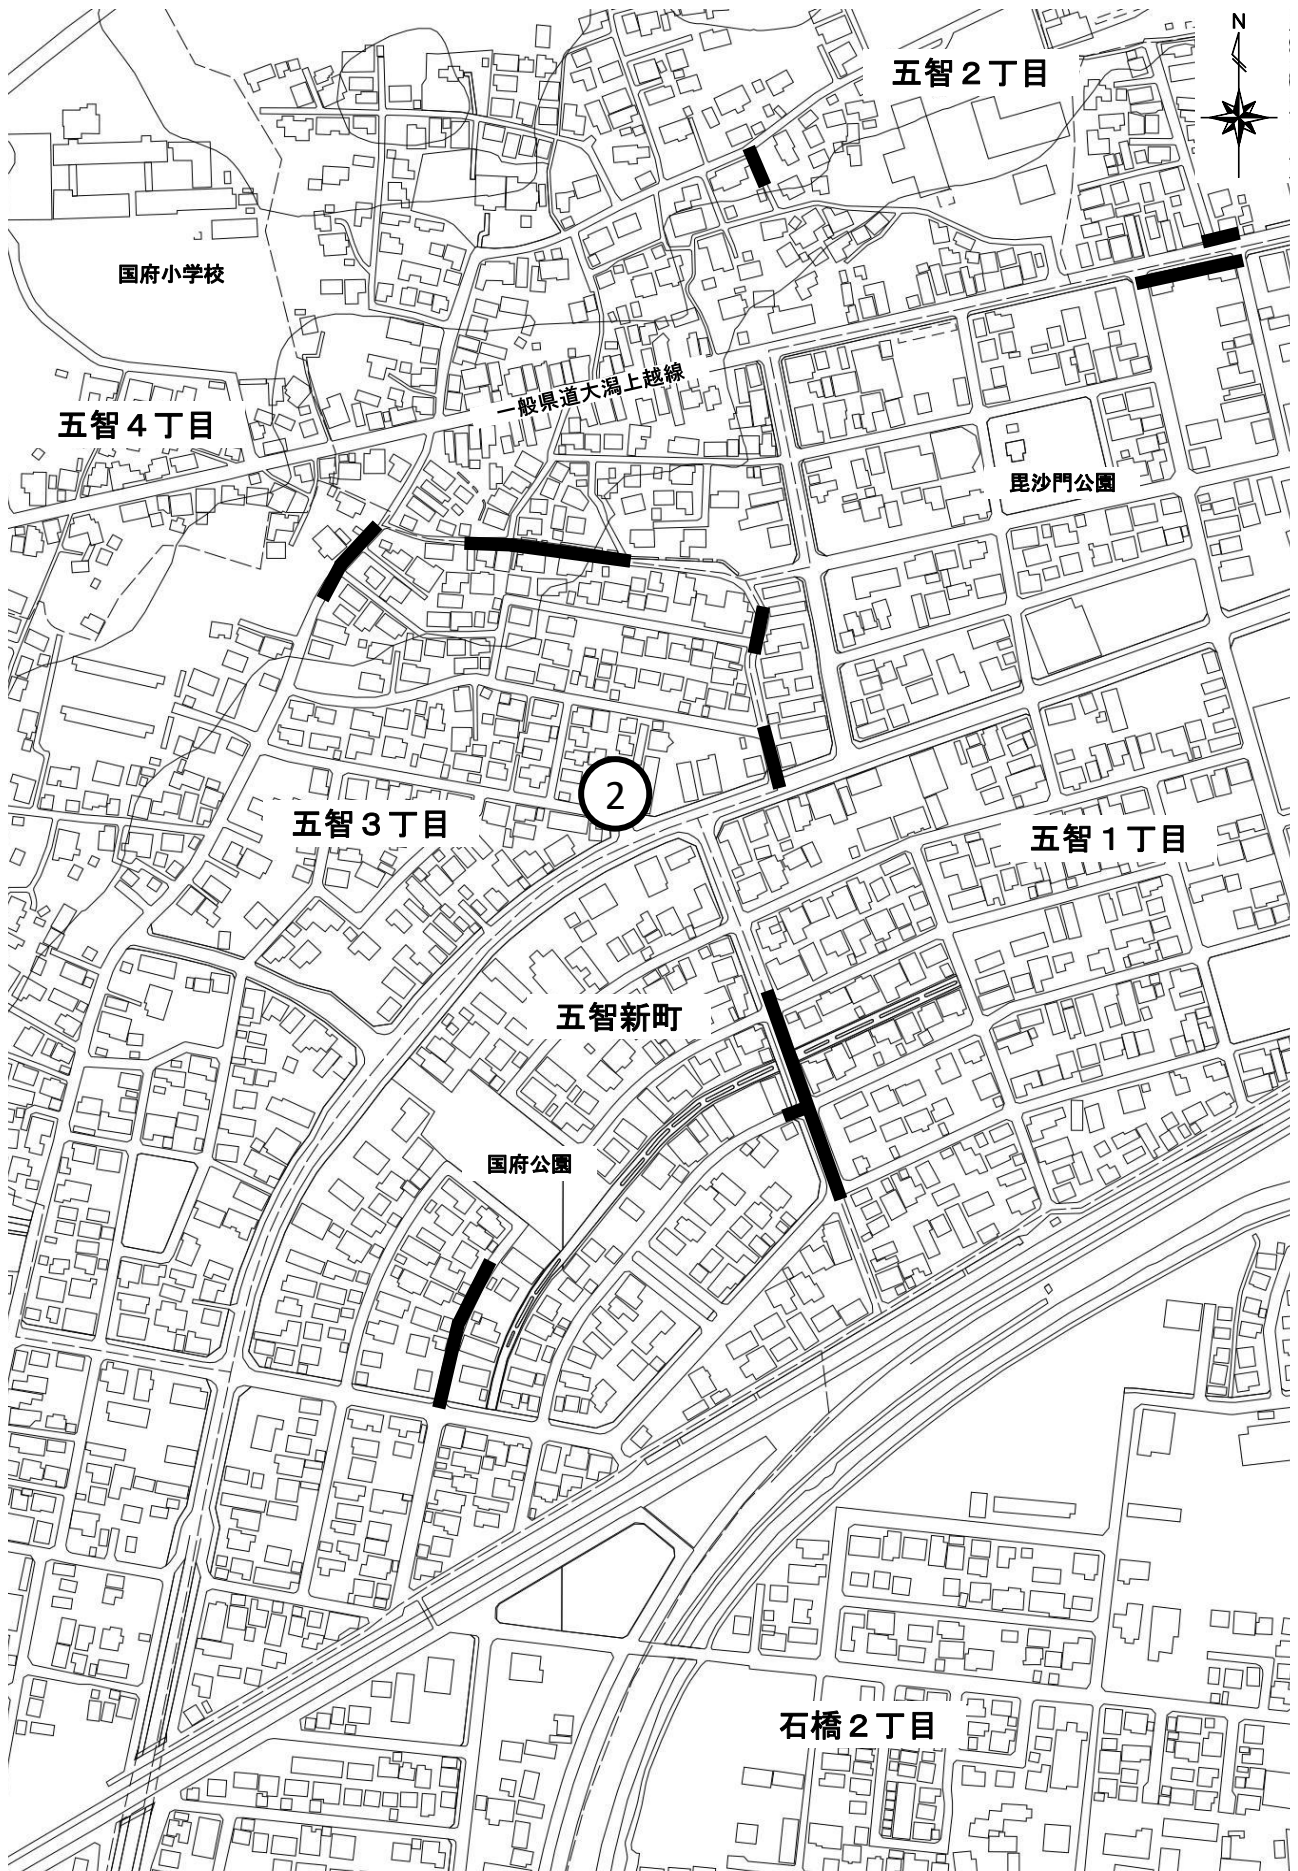 N
五智２丁目
国府小学校
一般県道大潟上越線
五智４丁目
毘沙門公園
2
五智３丁目
五智１丁目
五智新町
国府公園
石橋２丁目